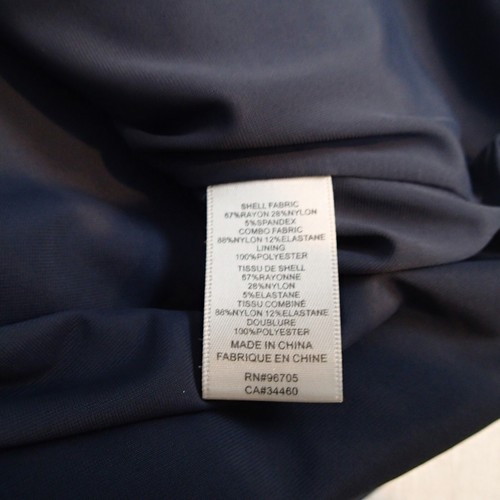 SHELL FABRIC
67%RAYON 28%NYLON
5%SPANDEX
COMBO FABRIC
88%NYLON 12%ELASTANE
LINING
100%POLYESTER
TISSU DE SHELL
67%RAYONNE
28%NYLON
5%ELASTANE
TISSU COMBINÉ
88%NYLON 12%ELASTANE
DOUBLURE
100%POLYESTER
MADE IN CHINA
FABRIQUE EN CHINE
RN#96705
CA#34460